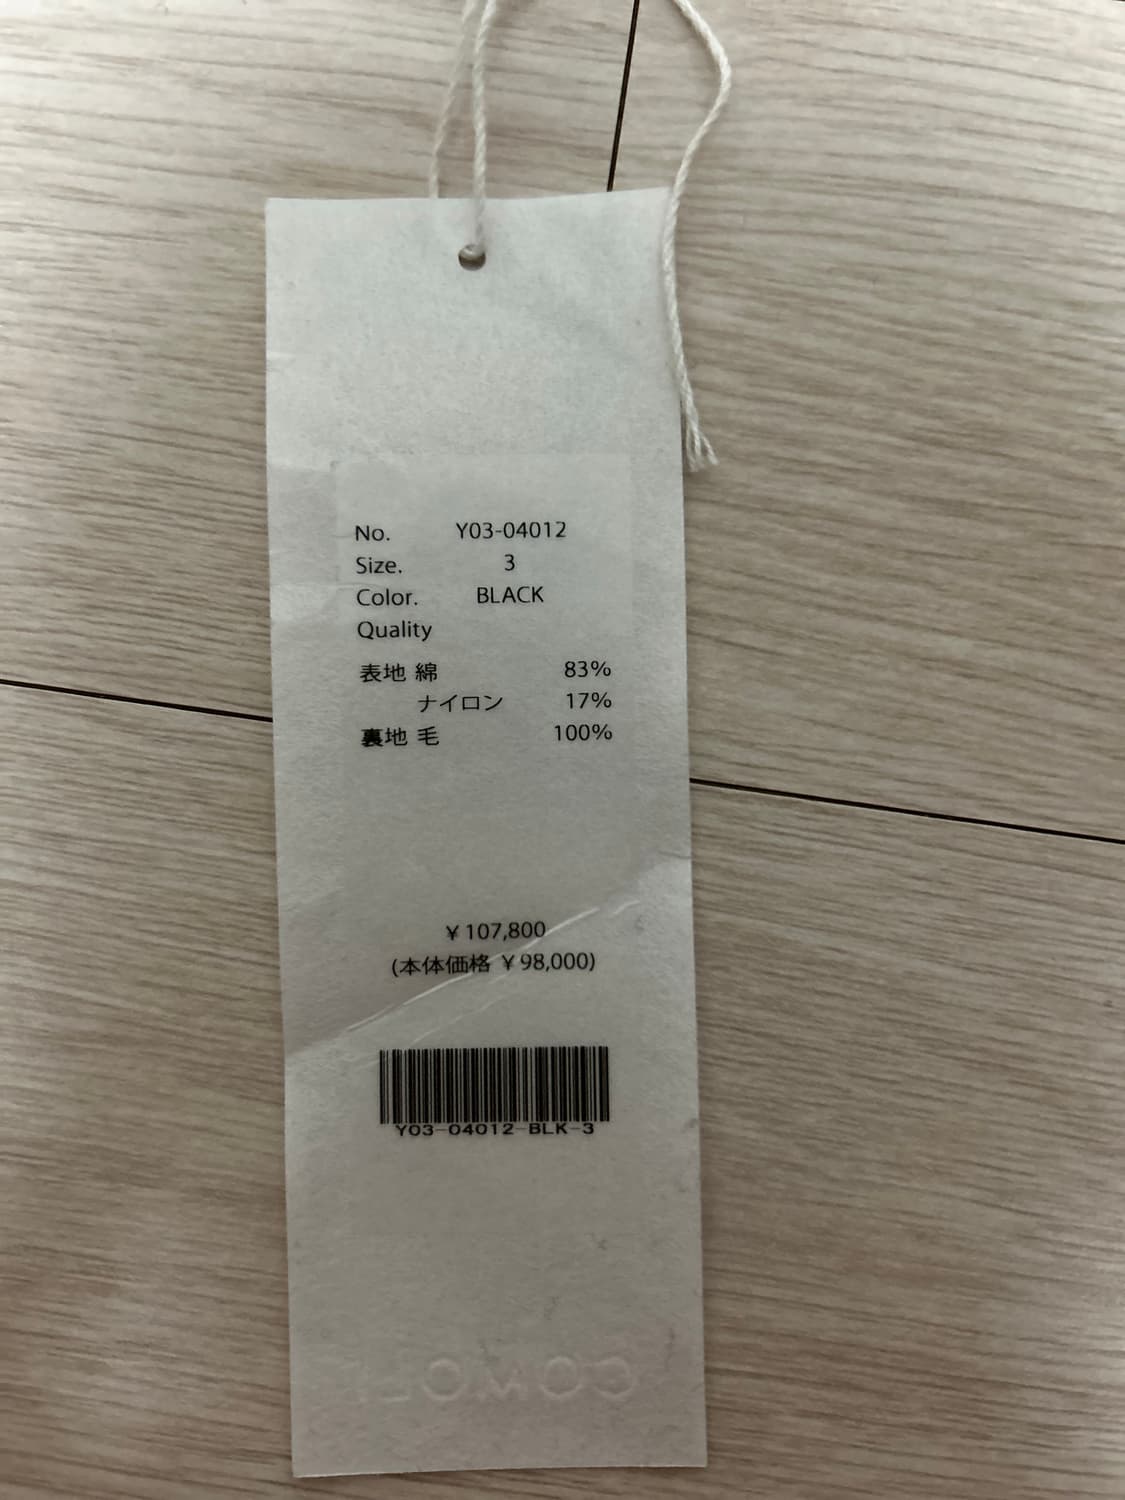 No. Y03-04012
Size. 3
Color. BLACK
Quality
表地 綿 83%
ナイロン 17%
裏地 毛 100%
¥107,800
(本体価格 ¥98,000)
Y03-04012-BLK-3
COMOLI